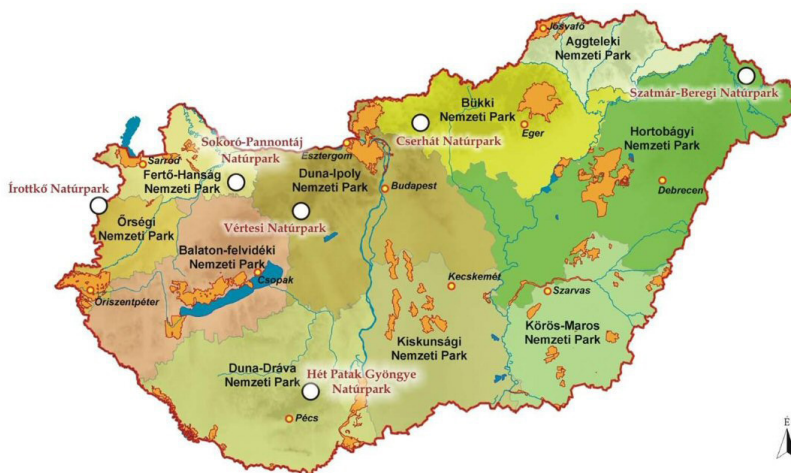 Jósvafő
Aggteleki
Nemzeti Park
Szatmár-Beregi Natúrpark
Bükki
Nemzeti Park
Eger
Cserhát Natúrpark
Hortobágyi
Nemzeti Park
Debrecen
Sokoró-Pannontáj
Natúrpark
Esztergom
Sarród
Fertő-Hanság
Nemzeti Park
Duna-Ipoly
Nemzeti Park
Budapest
Írottkő Natúrpark
Vértesi Natúrpark
Őrségi
Nemzeti Park
Balaton-felvidéki
Nemzeti Park
Csopak
Őriszentpéter
Kecskemét
Szarvas
Kiskunsági
Nemzeti Park
Körös-Maros
Nemzeti Park
Duna-Dráva
Nemzeti Park
Hét Patak Gyöngye
Natúrpark
Pécs
É